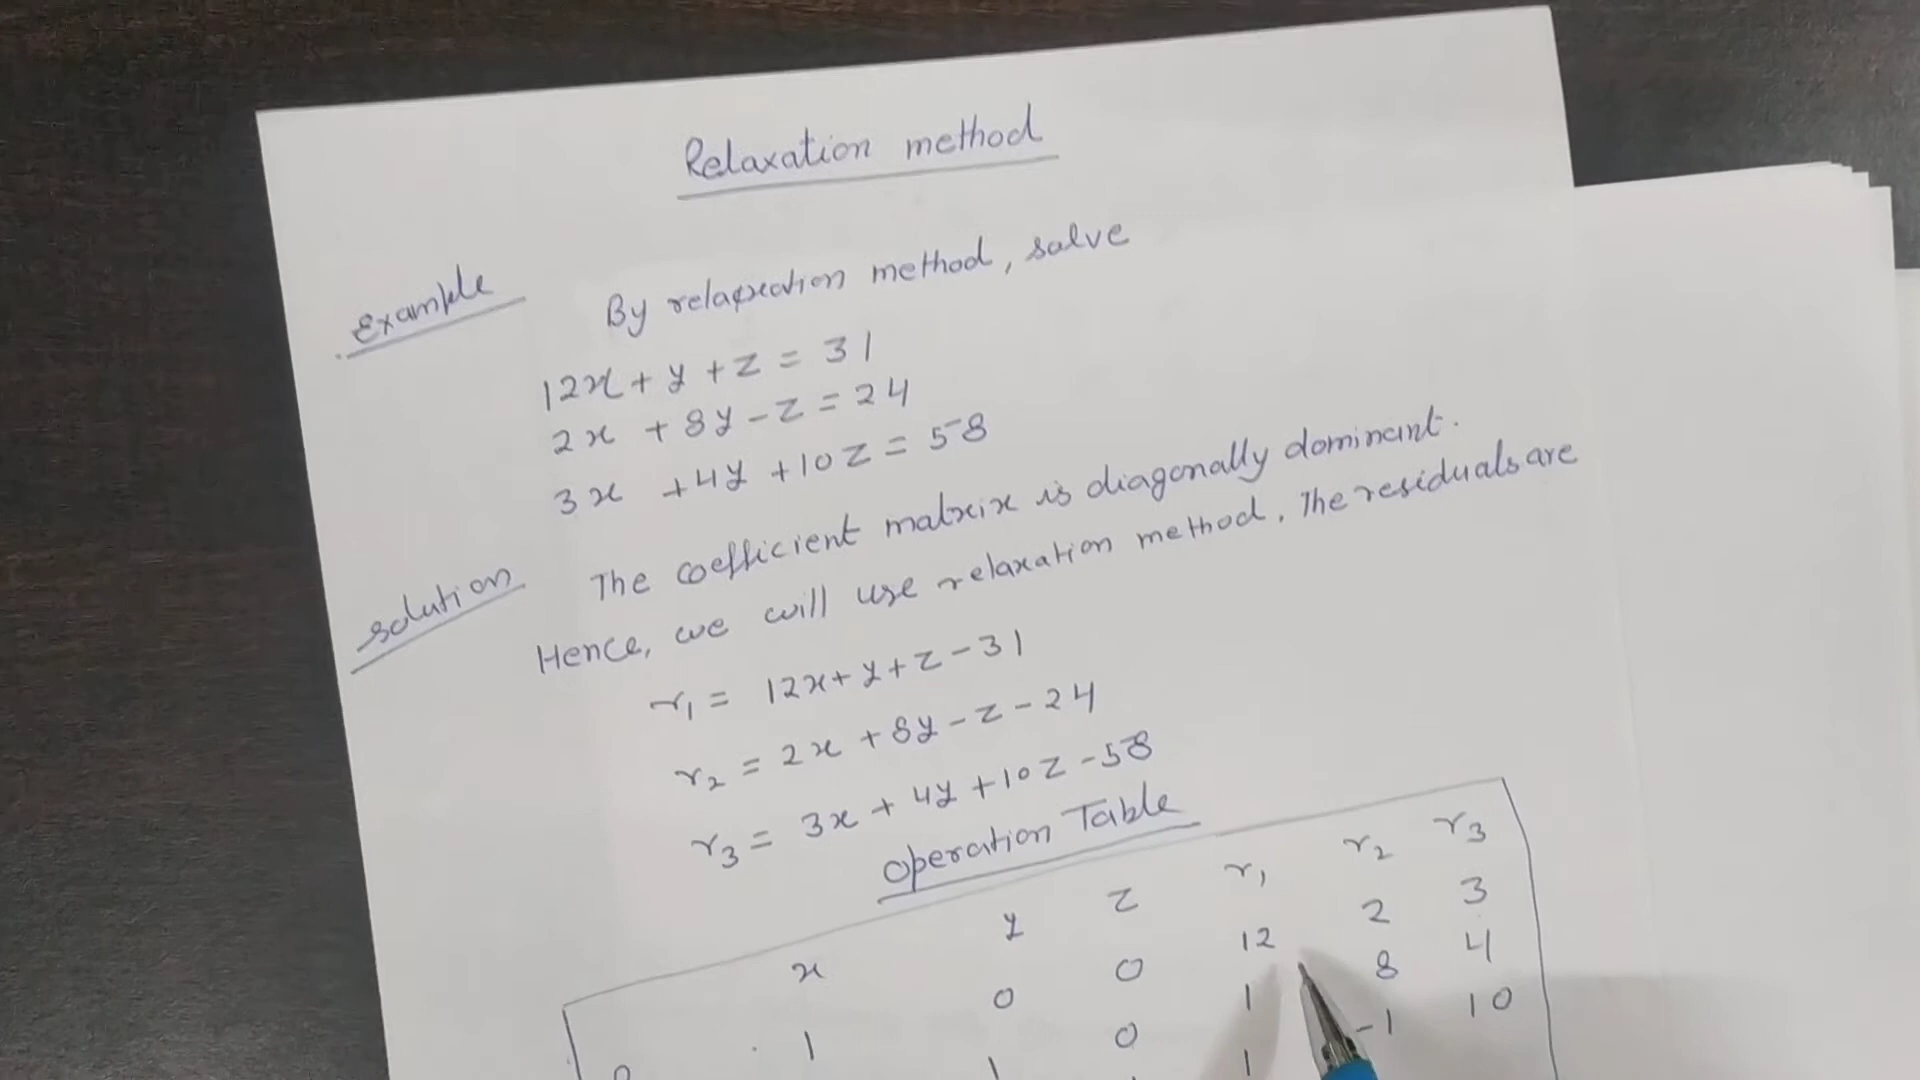 Relaxation method
Example
By relaxation method, solve
12x + y + z = 31
2x + 8y - z = 24
3x + 4y + 10z = 58
solution
The coefficient matrix is diagonally dominant.
Hence, we will use relaxation method. The residuals are
r1 = 12x + y + z - 31
r2 = 2x + 8y - z - 24
r3 = 3x + 4y + 10z - 58
operation Table
x y z r1 r2 r3
1 0 0 12 2 3
1 0 1 8 4
1 -1 10